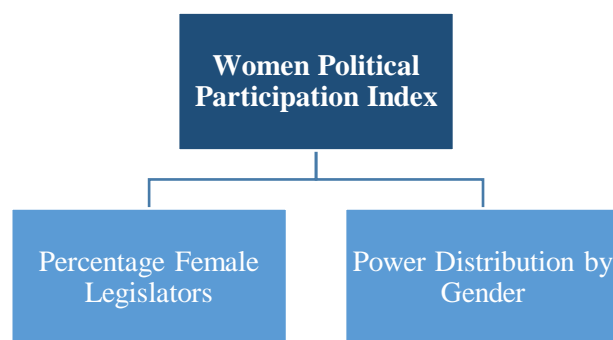 Women Political
Participation Index
Percentage Female
Legislators
Power Distribution by
Gender